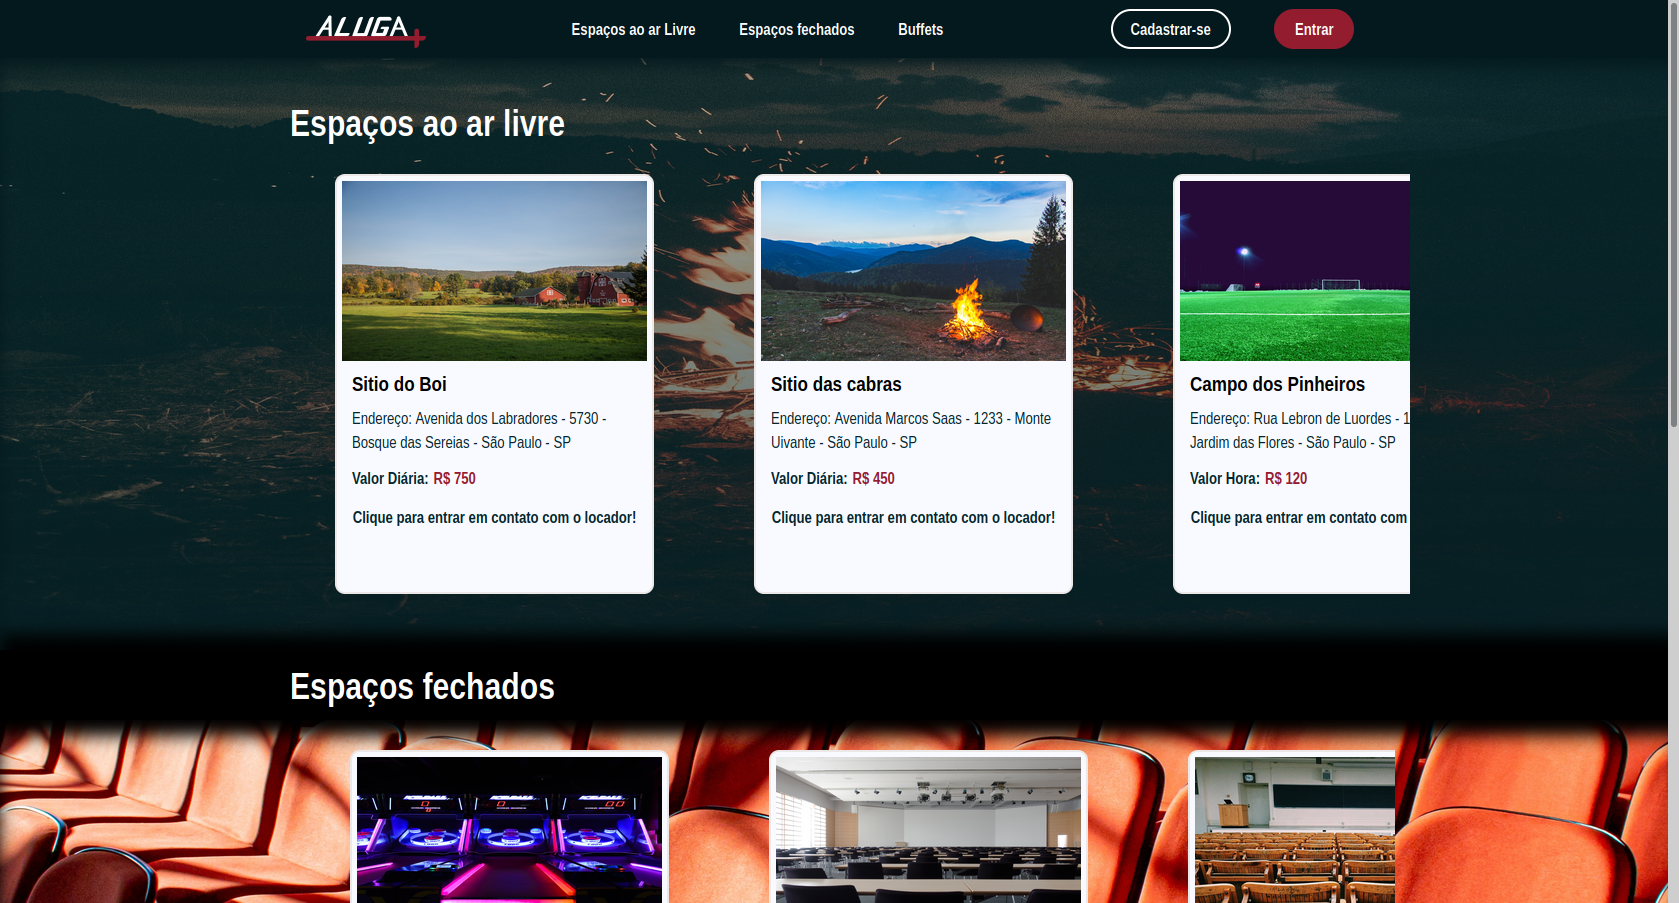 ALUGA
Espaços ao ar Livre
Espaços fechados
Buffets
Cadastrar-se
Entrar
Espaços ao ar livre
Sitio do Boi
Endereço: Avenida dos Labradores - 5730 -
Bosque das Sereias - São Paulo - SP
Valor Diária: R$ 750
Clique para entrar em contato com o locador!
Sitio das cabras
Endereço: Avenida Marcos Saas - 1233 - Monte
Uivante - São Paulo - SP
Valor Diária: R$ 450
Clique para entrar em contato com o locador!
Campo dos Pinheiros
Endereço: Rua Lebron de Luordes - 1
Jardim das Flores - São Paulo - SP
Valor Hora: R$ 120
Clique para entrar em contato com
Espaços fechados